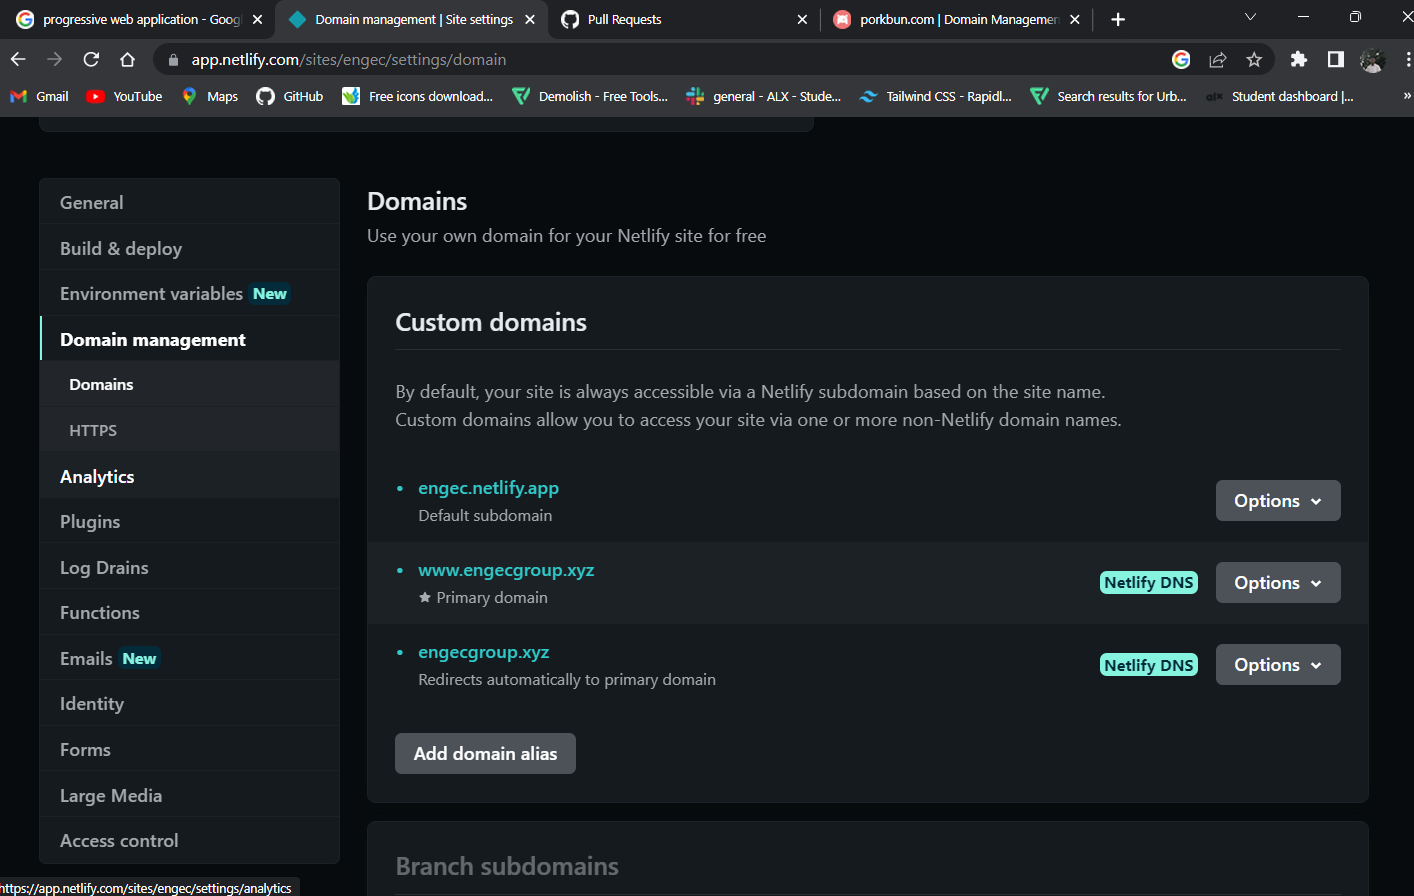 progressive web application - Goog
Domain management | Site settings
Pull Requests
porkbun.com | Domain Managemen
app.netlify.com/sites/engec/settings/domain
Gmail
YouTube
Maps
GitHub
Free icons download...
Demolish - Free Tools...
general - ALX - Stude...
Tailwind CSS - Rapidl...
Search results for Urb...
alx
Student dashboard |...
»
General
Build & deploy
Environment variables New
Domain management
Domains
HTTPS
Analytics
Plugins
Log Drains
Functions
Emails New
Identity
Forms
Large Media
Access control
Domains
Use your own domain for your Netlify site for free
Custom domains
By default, your site is always accessible via a Netlify subdomain based on the site name.
Custom domains allow you to access your site via one or more non-Netlify domain names.
• engec.netlify.app
Default subdomain
Options
• www.engecgroup.xyz
★ Primary domain
Netlify DNS
Options
• engecgroup.xyz
Redirects automatically to primary domain
Netlify DNS
Options
Add domain alias
Branch subdomains
https://app.netlify.com/sites/engec/settings/analytics